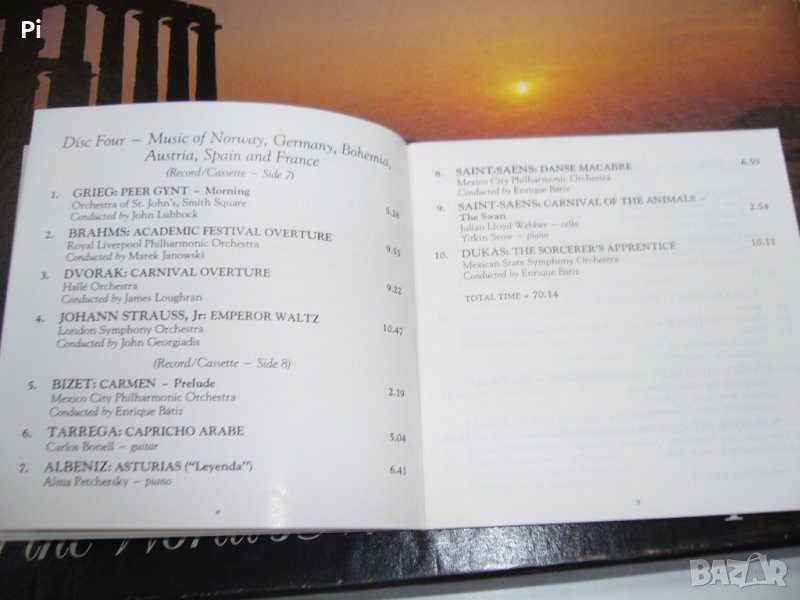 Pi
Disc Four – Music of Norway, Germany, Bohemia,
Austria, Spain and France
(Record/Cassette – Side 7)
1. GRIEG: PEER GYNT – Morning
Orchestra of St. John's, Smith Square 5.28
Conducted by John Lubbock
2. BRAHMS: ACADEMIC FESTIVAL OVERTURE
Royal Liverpool Philharmonic Orchestra 9.53
Conducted by Marek Janowski
3. DVORAK: CARNIVAL OVERTURE
Hallé Orchestra 9.22
Conducted by James Loughran
4. JOHANN STRAUSS, Jr: EMPEROR WALTZ
London Symphony Orchestra 10.47
Conducted by John Georgiadis
(Record/Cassette – Side 8)
5. BIZET: CARMEN – Prelude
Mexico City Philharmonic Orchestra 2.19
Conducted by Enrique Bátiz
6. TARREGA: CAPRICHO ARABE
Carlos Bonell – guitar 5.04
7. ALBENIZ: ASTURIAS ("Leyenda")
Alma Petchersky – piano 6.41
8
8. SAINT-SAENS: DANSE MACABRE 6.59
Mexico City Philharmonic Orchestra
Conducted by Enrique Bátiz
9. SAINT-SAENS: CARNIVAL OF THE ANIMALS –
The Swan 2.54
Julian Lloyd Webber – cello
Yitkin Seow – piano
10. DUKAS: THE SORCERER'S APPRENTICE 10.11
Mexican State Symphony Orchestra
Conducted by Enrique Bátiz
TOTAL TIME = 70.14
9
the World's
BAZAR